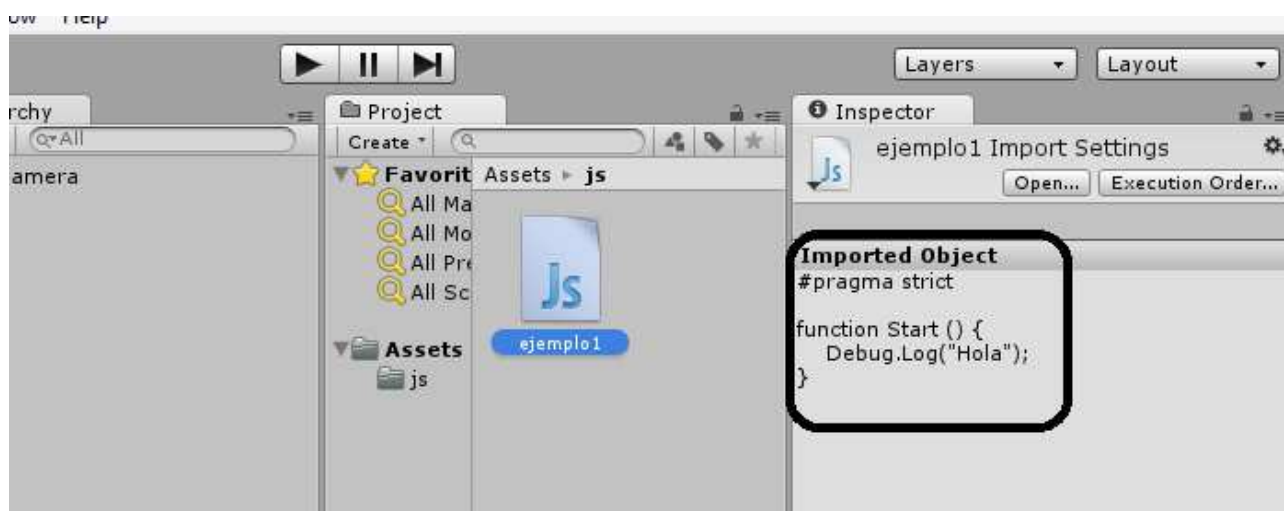 Help
Layers
Layout
rchy
Project
Inspector
All
Create
ejemplo1 Import Settings
Js
Open...
Execution Order...
amera
Favorit
Assets ▸ js
All Ma
All Mo
All Pre
All Sc
Js
ejemplo1
Assets
js
Imported Object
#pragma strict
function Start () {
Debug.Log("Hola");
}